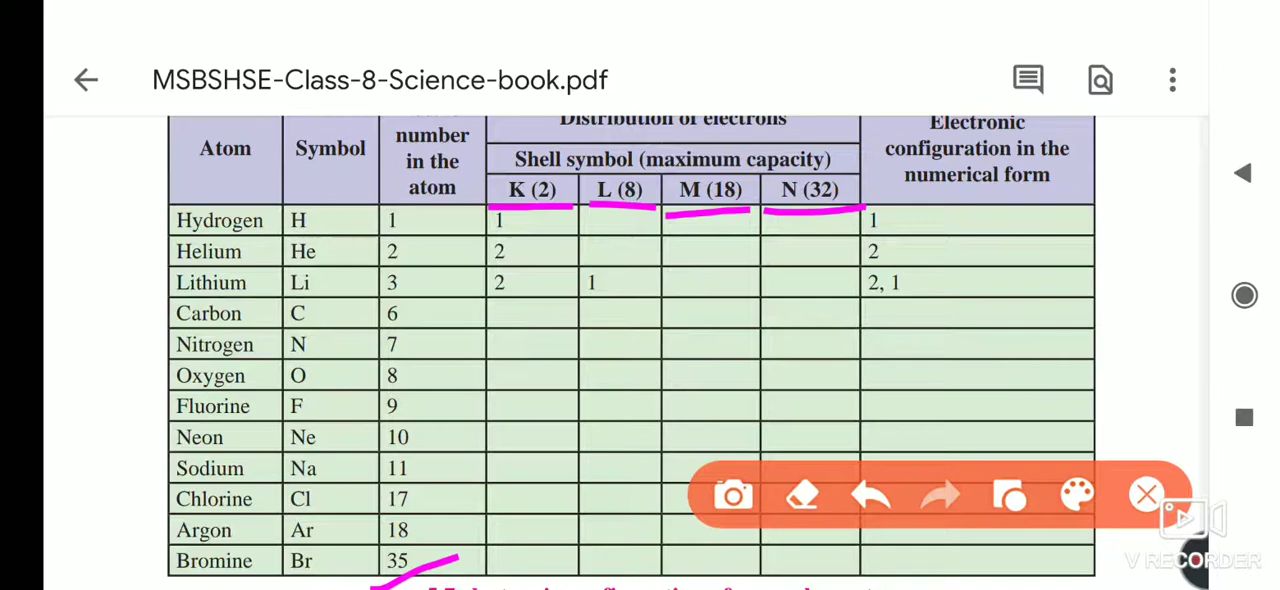 MSBSHSE-Class-8-Science-book.pdf
Atom Symbol number in the atom Distribution of electrons Electronic configuration in the numerical form
Shell symbol (maximum capacity)
K (2) L (8) M (18) N (32)
Hydrogen H 1 1 1
Helium He 2 2 2
Lithium Li 3 2 1 2, 1
Carbon C 6
Nitrogen N 7
Oxygen O 8
Fluorine F 9
Neon Ne 10
Sodium Na 11
Chlorine Cl 17
Argon Ar 18
Bromine Br 35
V RECORDER